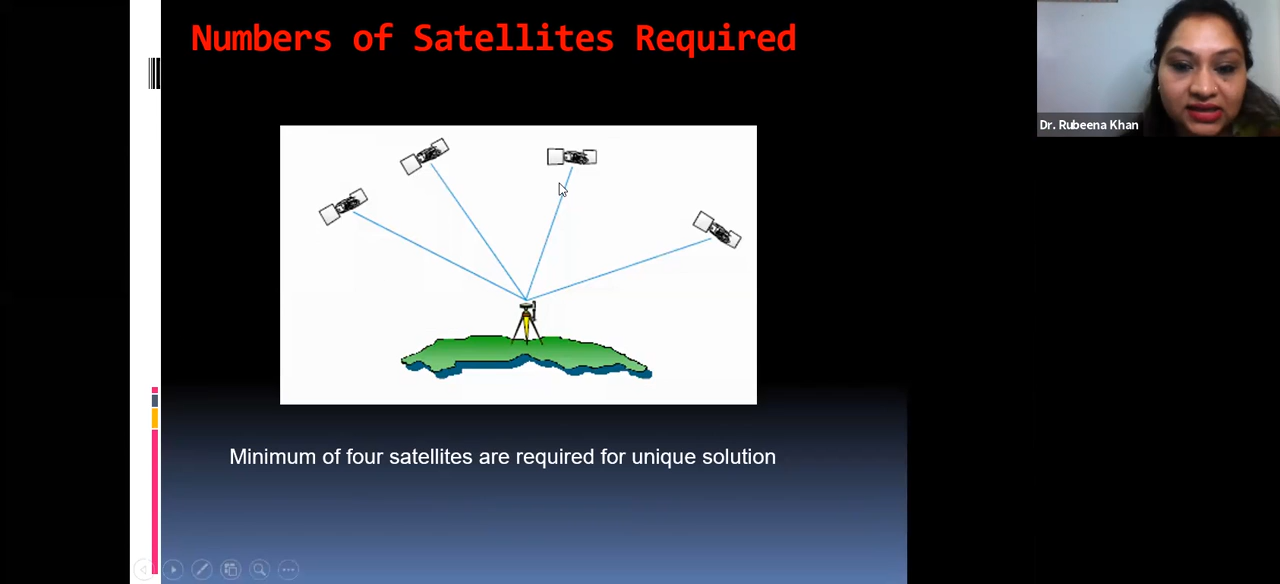 Numbers of Satellites Required
Dr. Rubeena Khan
Minimum of four satellites are required for unique solution